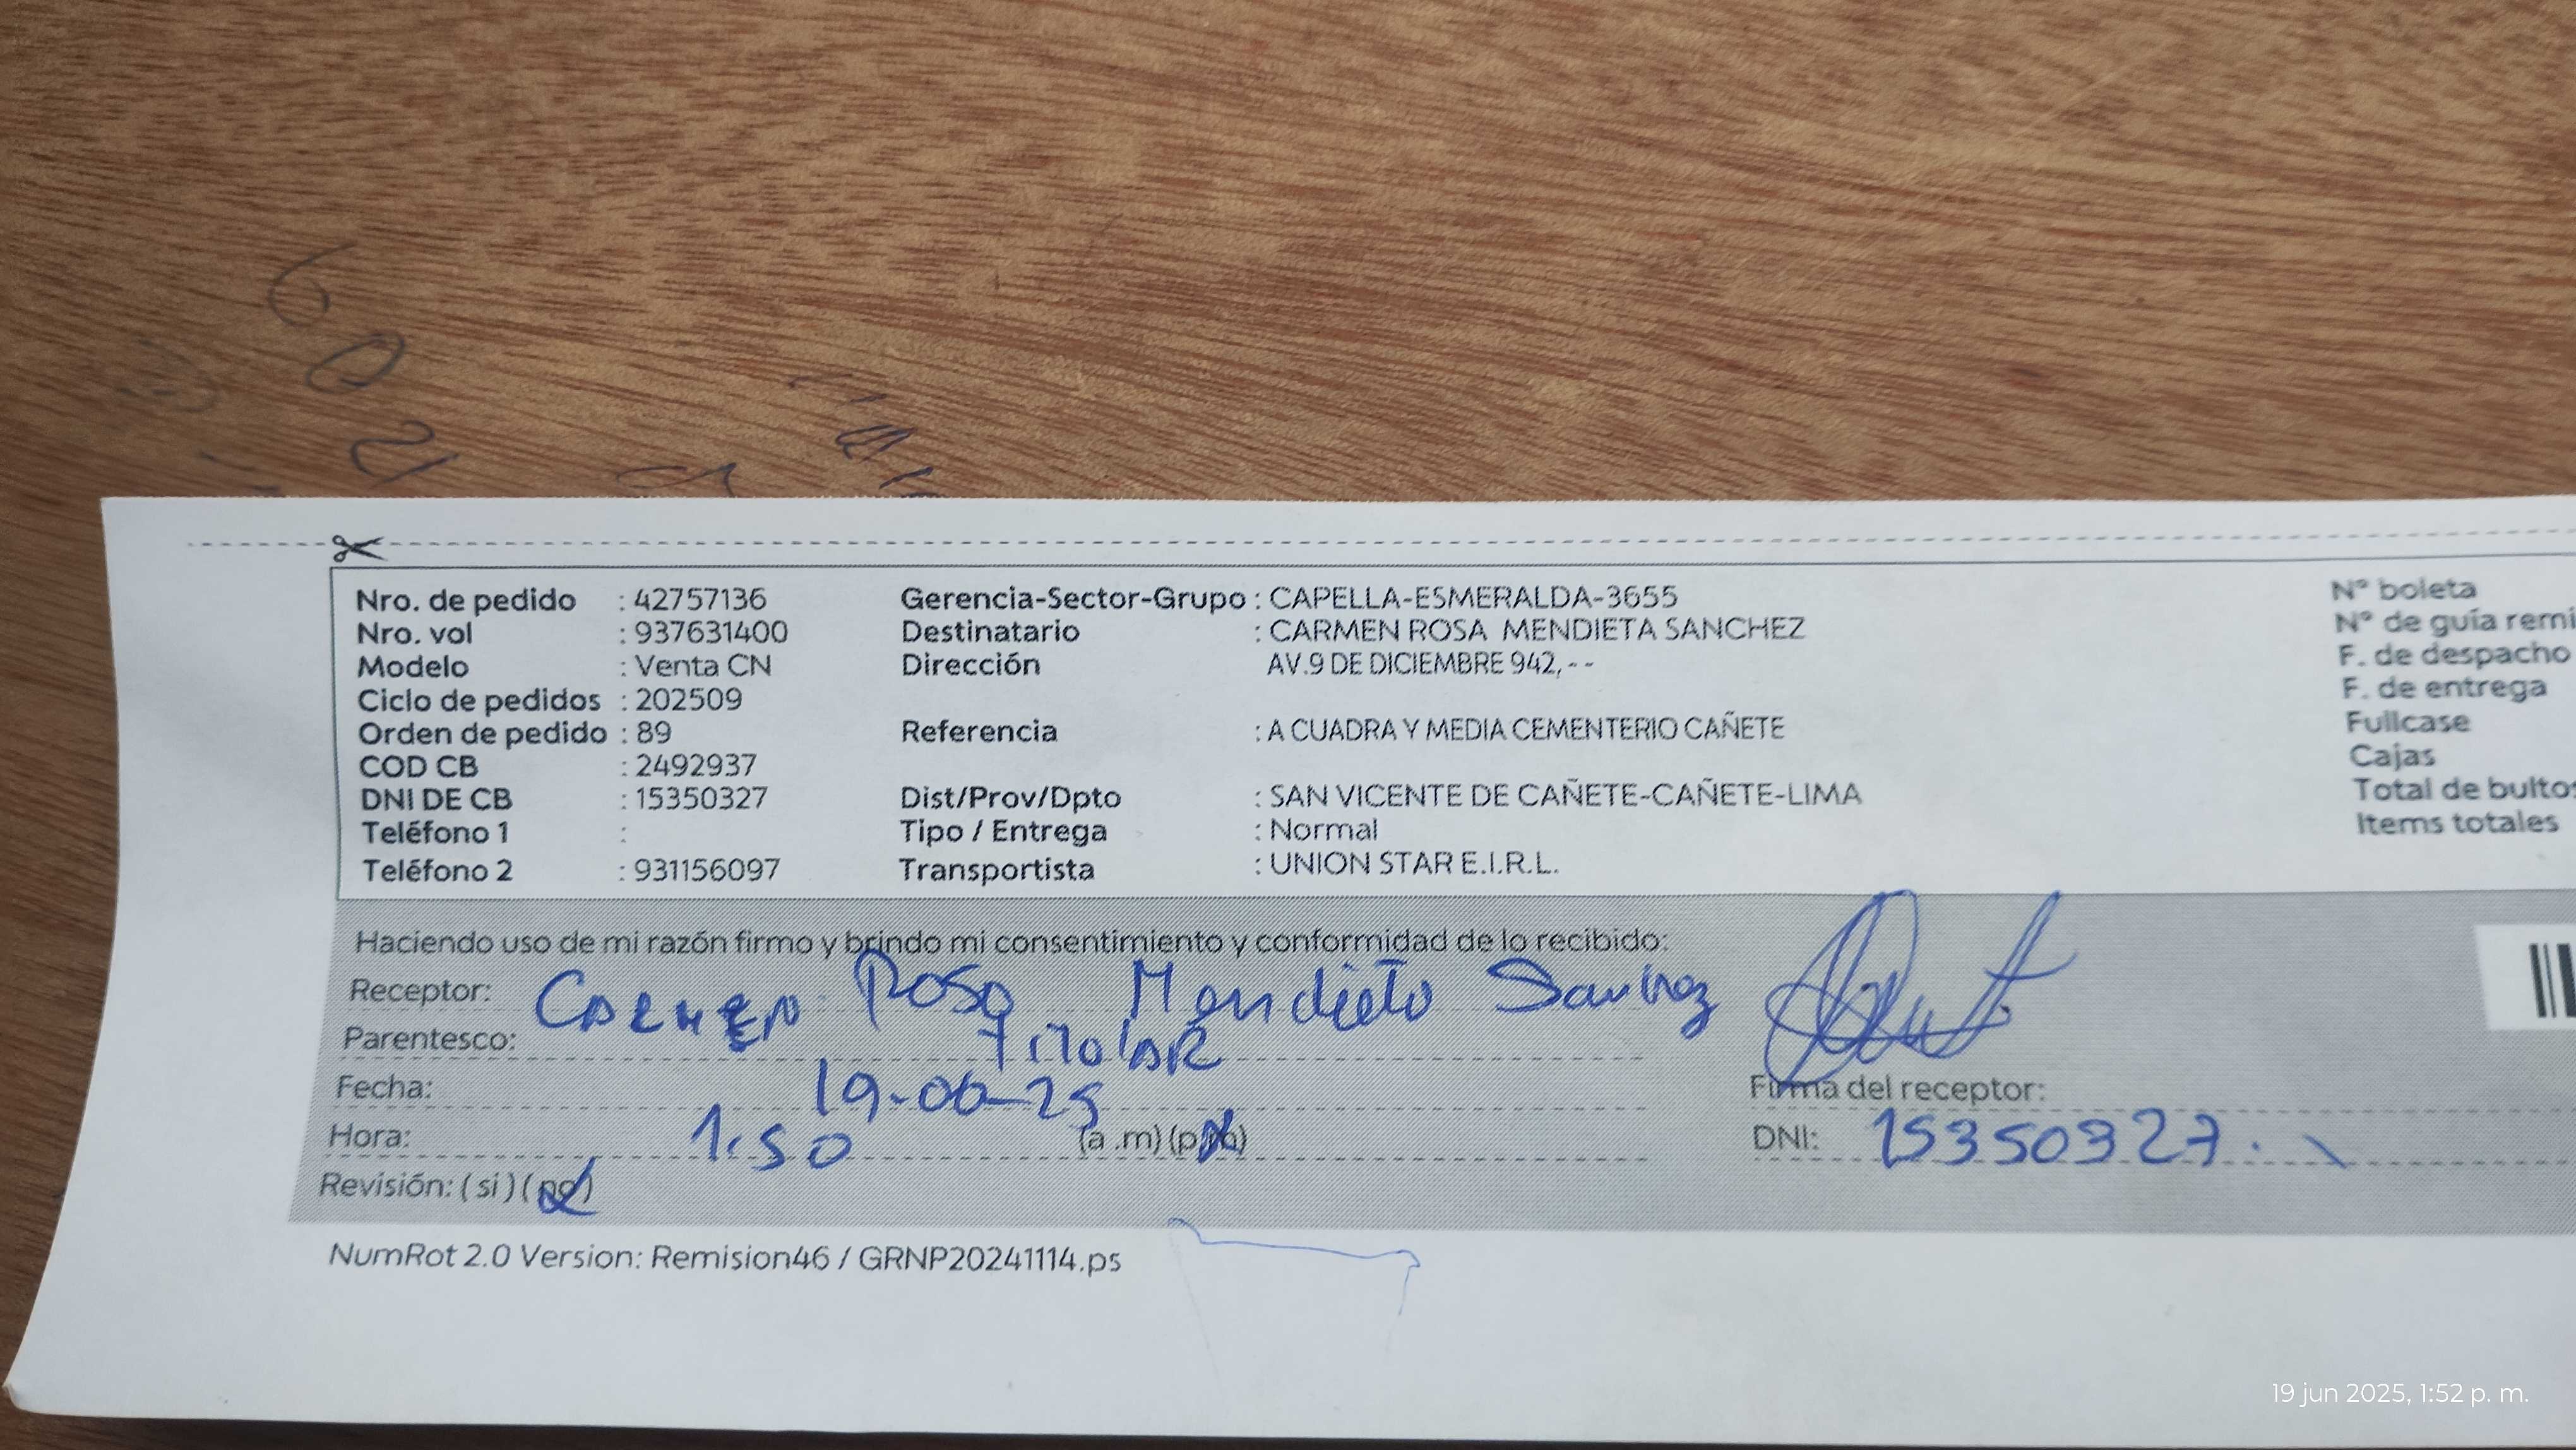 Nro. de pedido : 42757136
Nro. vol : 937631400
Modelo : Venta CN
Ciclo de pedidos : 202509
Orden de pedido : 89
COD CB : 2492937
DNI DE CB : 15350327
Teléfono 1 :
Teléfono 2 : 931156097
Gerencia-Sector-Grupo : CAPELLA-ESMERALDA-3655
Destinatario : CARMEN ROSA MENDIETA SANCHEZ
Dirección AV.9 DE DICIEMBRE 942,--
Referencia : A CUADRA Y MEDIA CEMENTERIO CAÑETE
Dist/Prov/Dpto : SAN VICENTE DE CAÑETE-CAÑETE-LIMA
Tipo / Entrega : Normal
Transportista : UNION STAR E.I.R.L.
N° boleta
N° de guía remi
F. de despacho
F. de entrega
Fullcase
Cajas
Total de bultos
Items totales
Haciendo uso de mi razón firmo y brindo mi consentimiento y conformidad de lo recibido:
Receptor: Carmen Rosa Mendieta Sanchez
Parentesco: Titular
Fecha: 19-06-25
Hora: 1:50 (a .m) (p.m)
Revisión: ( si ) ( no )
Firma del receptor:
DNI: 15350327
NumRot 2.0 Version: Remision46 / GRNP20241114.ps
19 jun 2025, 1:52 p. m.